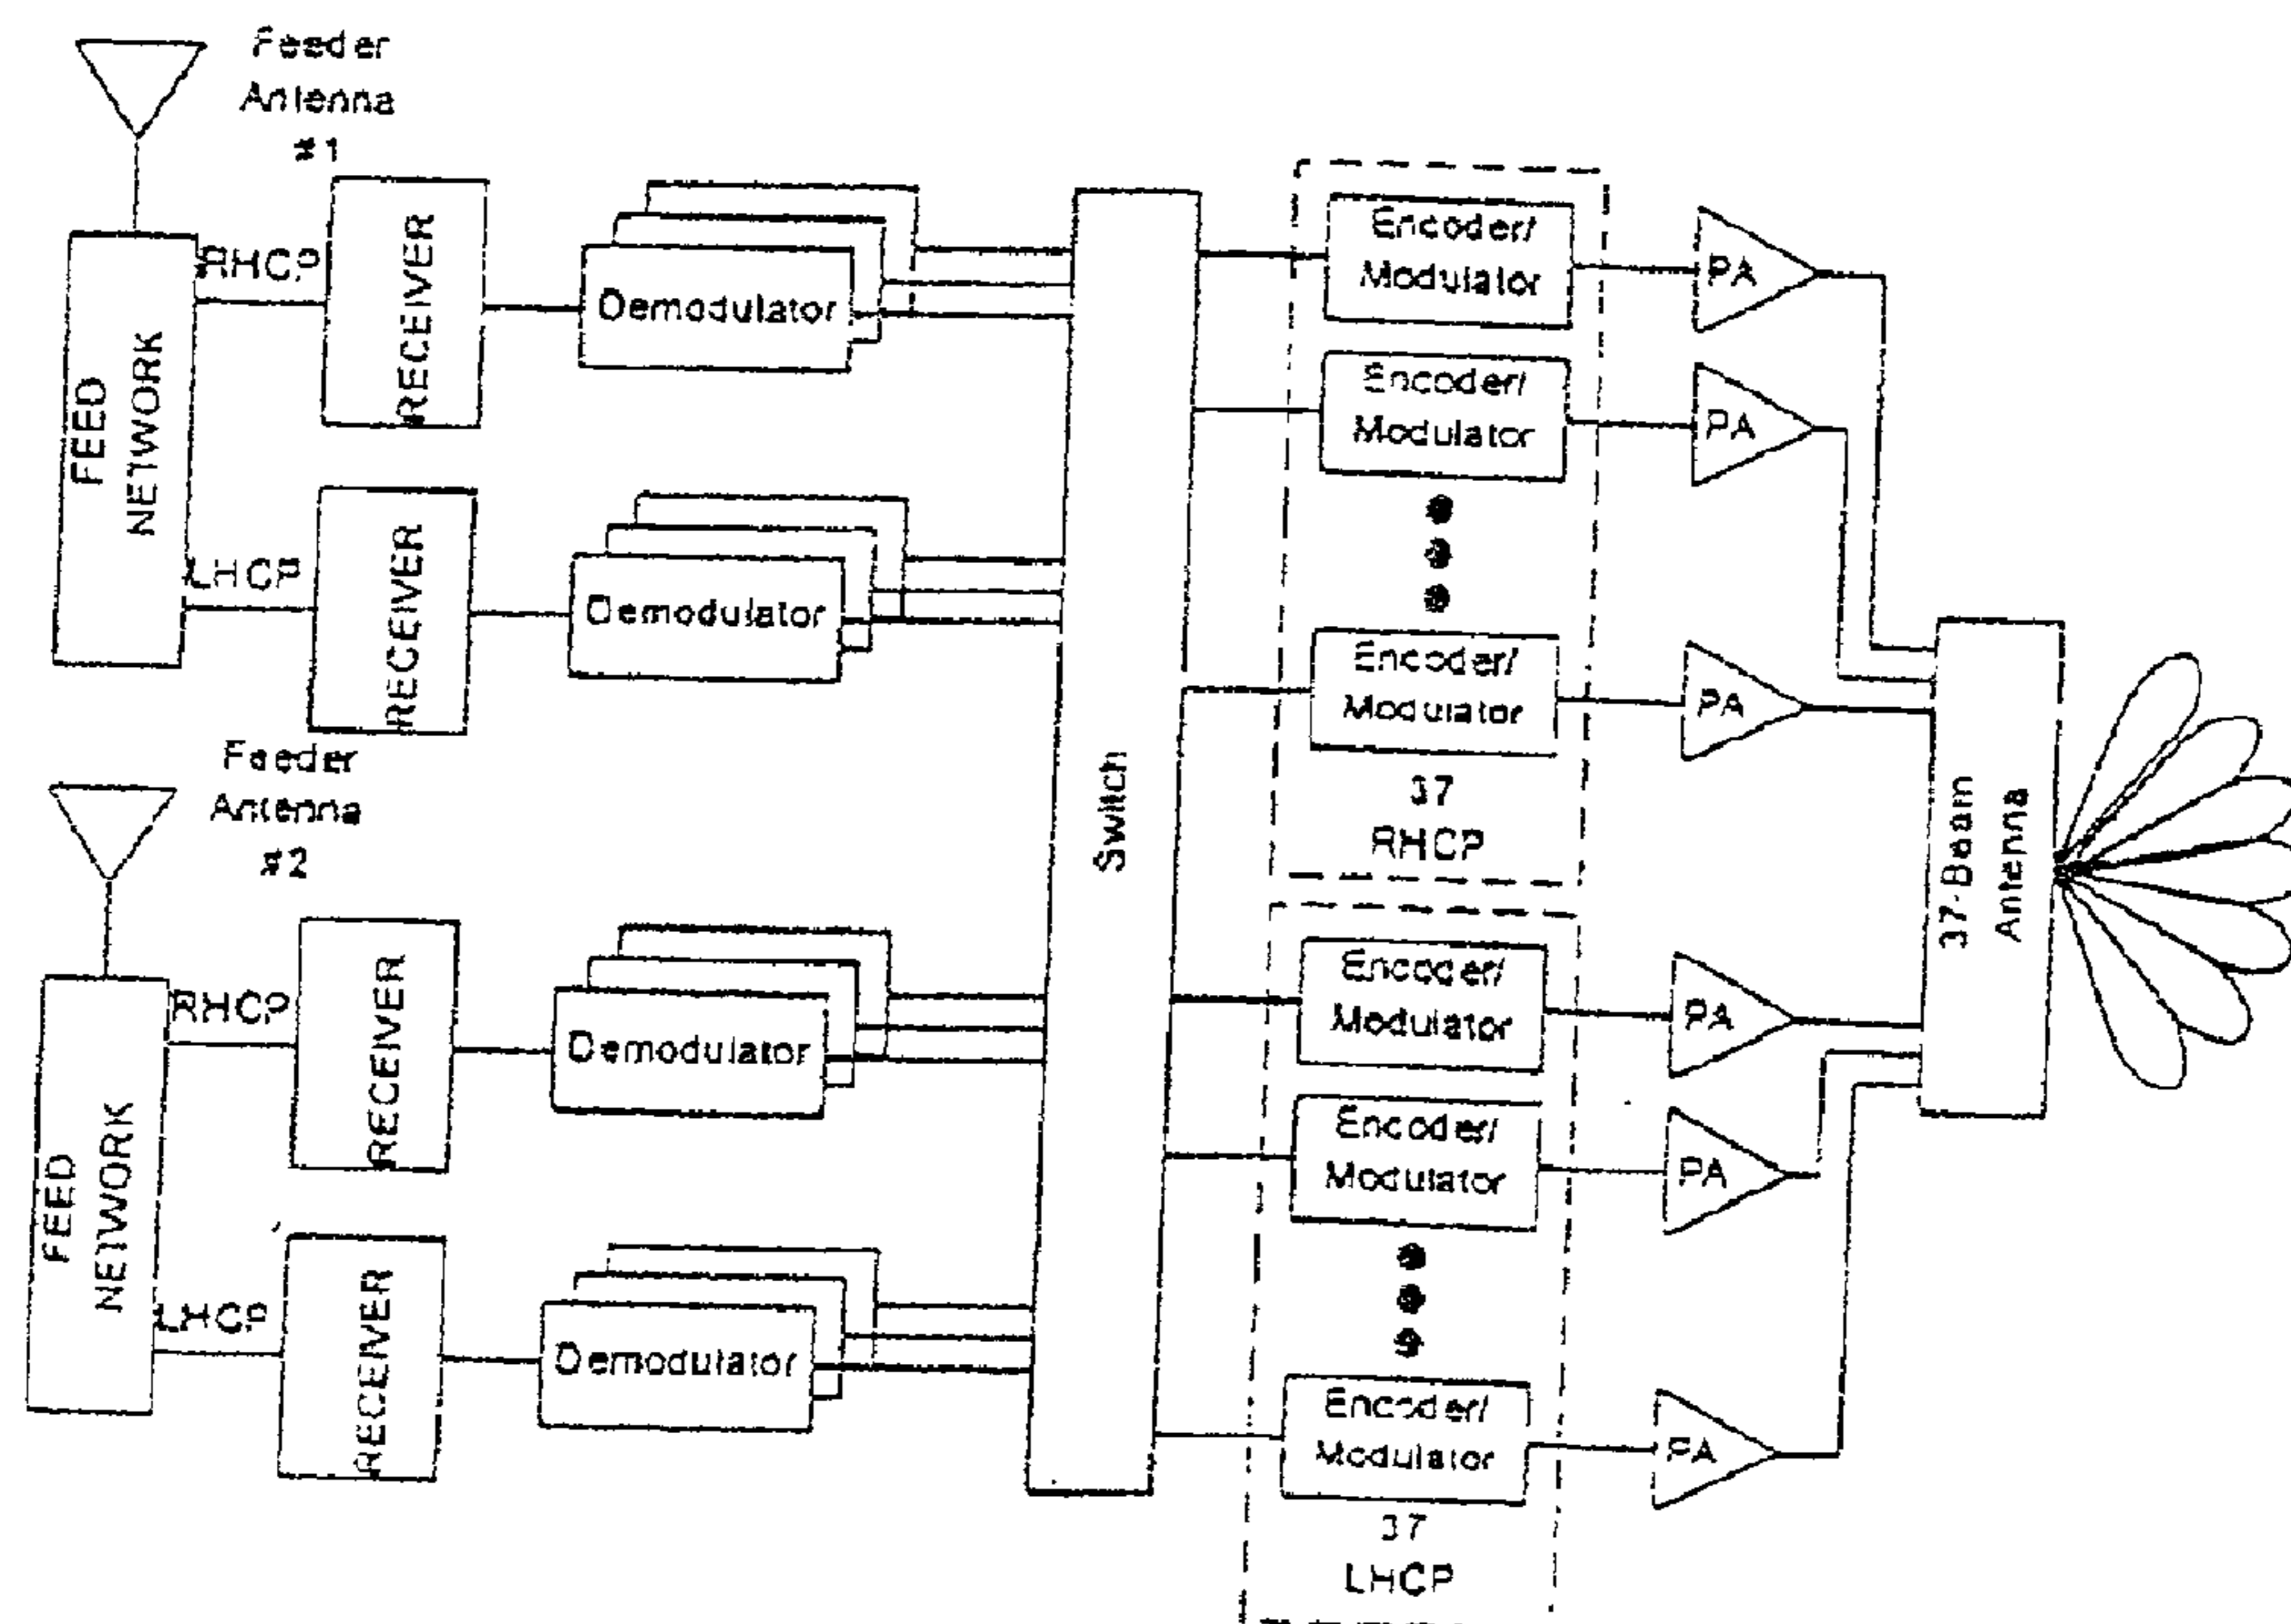 Feeder
Antenna
#1
FEED
NETWORK
RHCP
RECEIVER
Demodulator
LHCP
RECEIVER
Demodulator
Feeder
Antenna
#2
FEED
NETWORK
RHCP
RECEIVER
Demodulator
LHCP
RECEIVER
Demodulator
Switch
Encoder/
Modulator
PA
Encoder/
Modulator
PA
Encoder/
Modulator
PA
37
RHCP
Encoder/
Modulator
PA
Encoder/
Modulator
PA
Encoder/
Modulator
PA
37
LHCP
37-Beam
Antenna